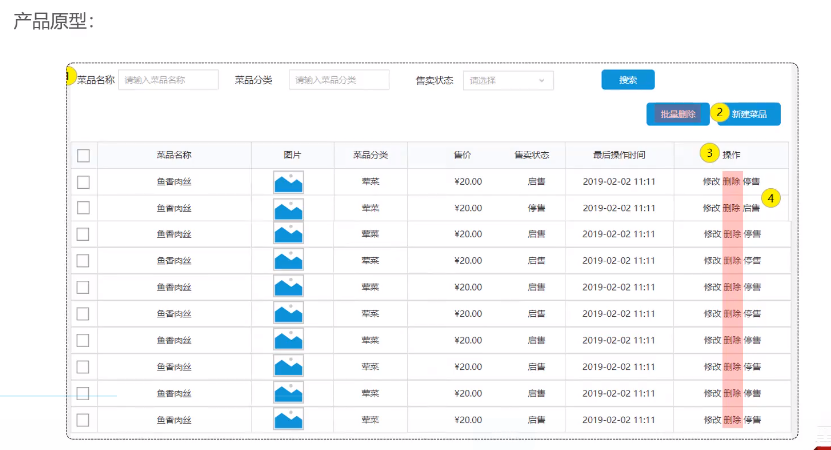 产品原型：
菜品名称 请输入菜品名称 菜品分类 请输入菜品分类 售卖状态 请选择 搜索
批量删除 2 新建菜品
菜品名称 图片 菜品分类 售价 售卖状态 最后操作时间 3 操作
鱼香肉丝 荤菜 ¥20.00 启售 2019-02-02 11:11 修改 删除 停售
4
鱼香肉丝 荤菜 ¥20.00 停售 2019-02-02 11:11 修改 删除 启售
鱼香肉丝 荤菜 ¥20.00 启售 2019-02-02 11:11 修改 删除 停售
鱼香肉丝 荤菜 ¥20.00 启售 2019-02-02 11:11 修改 删除 停售
鱼香肉丝 荤菜 ¥20.00 启售 2019-02-02 11:11 修改 删除 停售
鱼香肉丝 荤菜 ¥20.00 启售 2019-02-02 11:11 修改 删除 停售
鱼香肉丝 荤菜 ¥20.00 启售 2019-02-02 11:11 修改 删除 停售
鱼香肉丝 荤菜 ¥20.00 启售 2019-02-02 11:11 修改 删除 停售
鱼香肉丝 荤菜 ¥20.00 启售 2019-02-02 11:11 修改 删除 停售
鱼香肉丝 荤菜 ¥20.00 启售 2019-02-02 11:11 修改 删除 停售